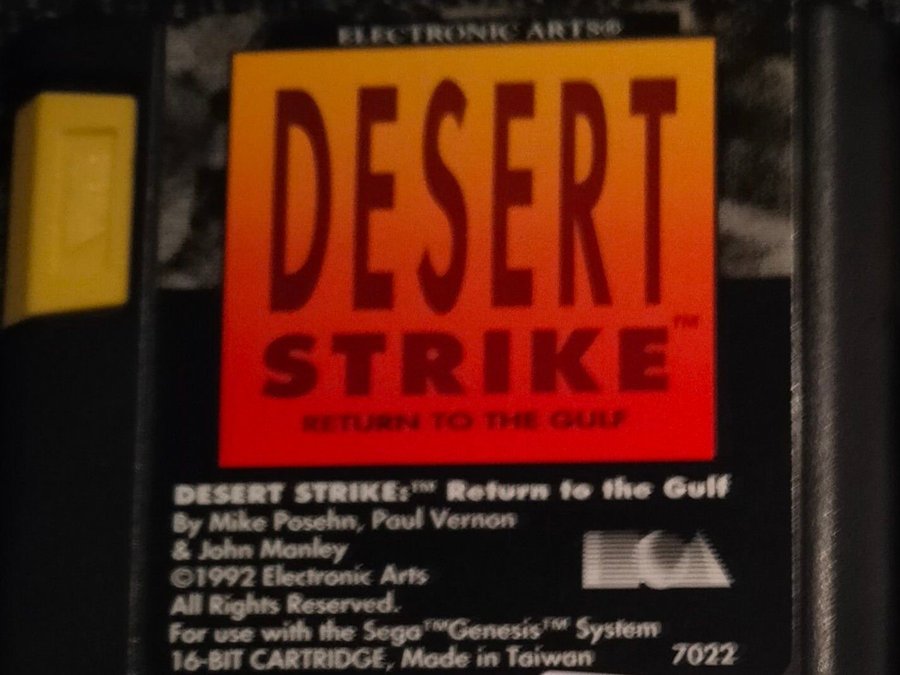 ELECTRONIC ARTS®
DESERT
STRIKE™
RETURN TO THE GULF
DESERT STRIKE:™ Return to the Gulf
By Mike Posehn, Paul Vernon
& John Manley
©1992 Electronic Arts
All Rights Reserved.
For use with the Sega™Genesis™ System
16-BIT CARTRIDGE, Made in Taiwan
7022
EA